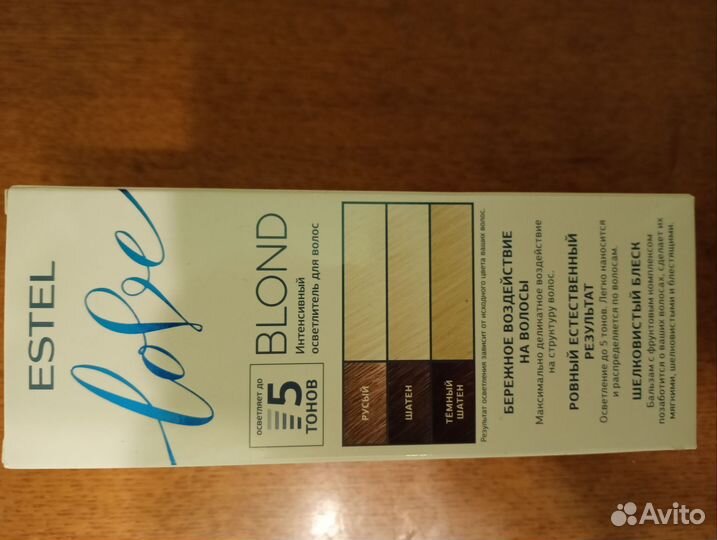 ESTEL
love
осветляет до
5
ТОНОВ
BLOND
Интенсивный
осветлитель для волос
РУСЫЙ
ШАТЕН
ТЕМНЫЙ
ШАТЕН
Результат осветления зависит от исходного цвета ваших волос.
БЕРЕЖНОЕ ВОЗДЕЙСТВИЕ
НА ВОЛОСЫ
Максимально деликатное воздействие
на структуру волос.
РОВНЫЙ ЕСТЕСТВЕННЫЙ
РЕЗУЛЬТАТ
Осветление до 5 тонов. Легко наносится
и распределяется по волосам.
ШЕЛКОВИСТЫЙ БЛЕСК
Бальзам с фруктовым комплексом
позаботится о ваших волосах, сделает их
мягкими, шелковистыми и блестящими.
Avito